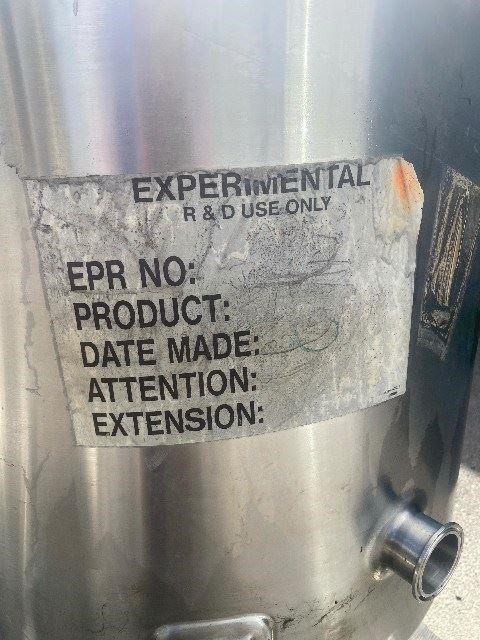 EXPERIMENTAL
R & D USE ONLY
EPR NO:
PRODUCT:
DATE MADE:
ATTENTION:
EXTENSION: